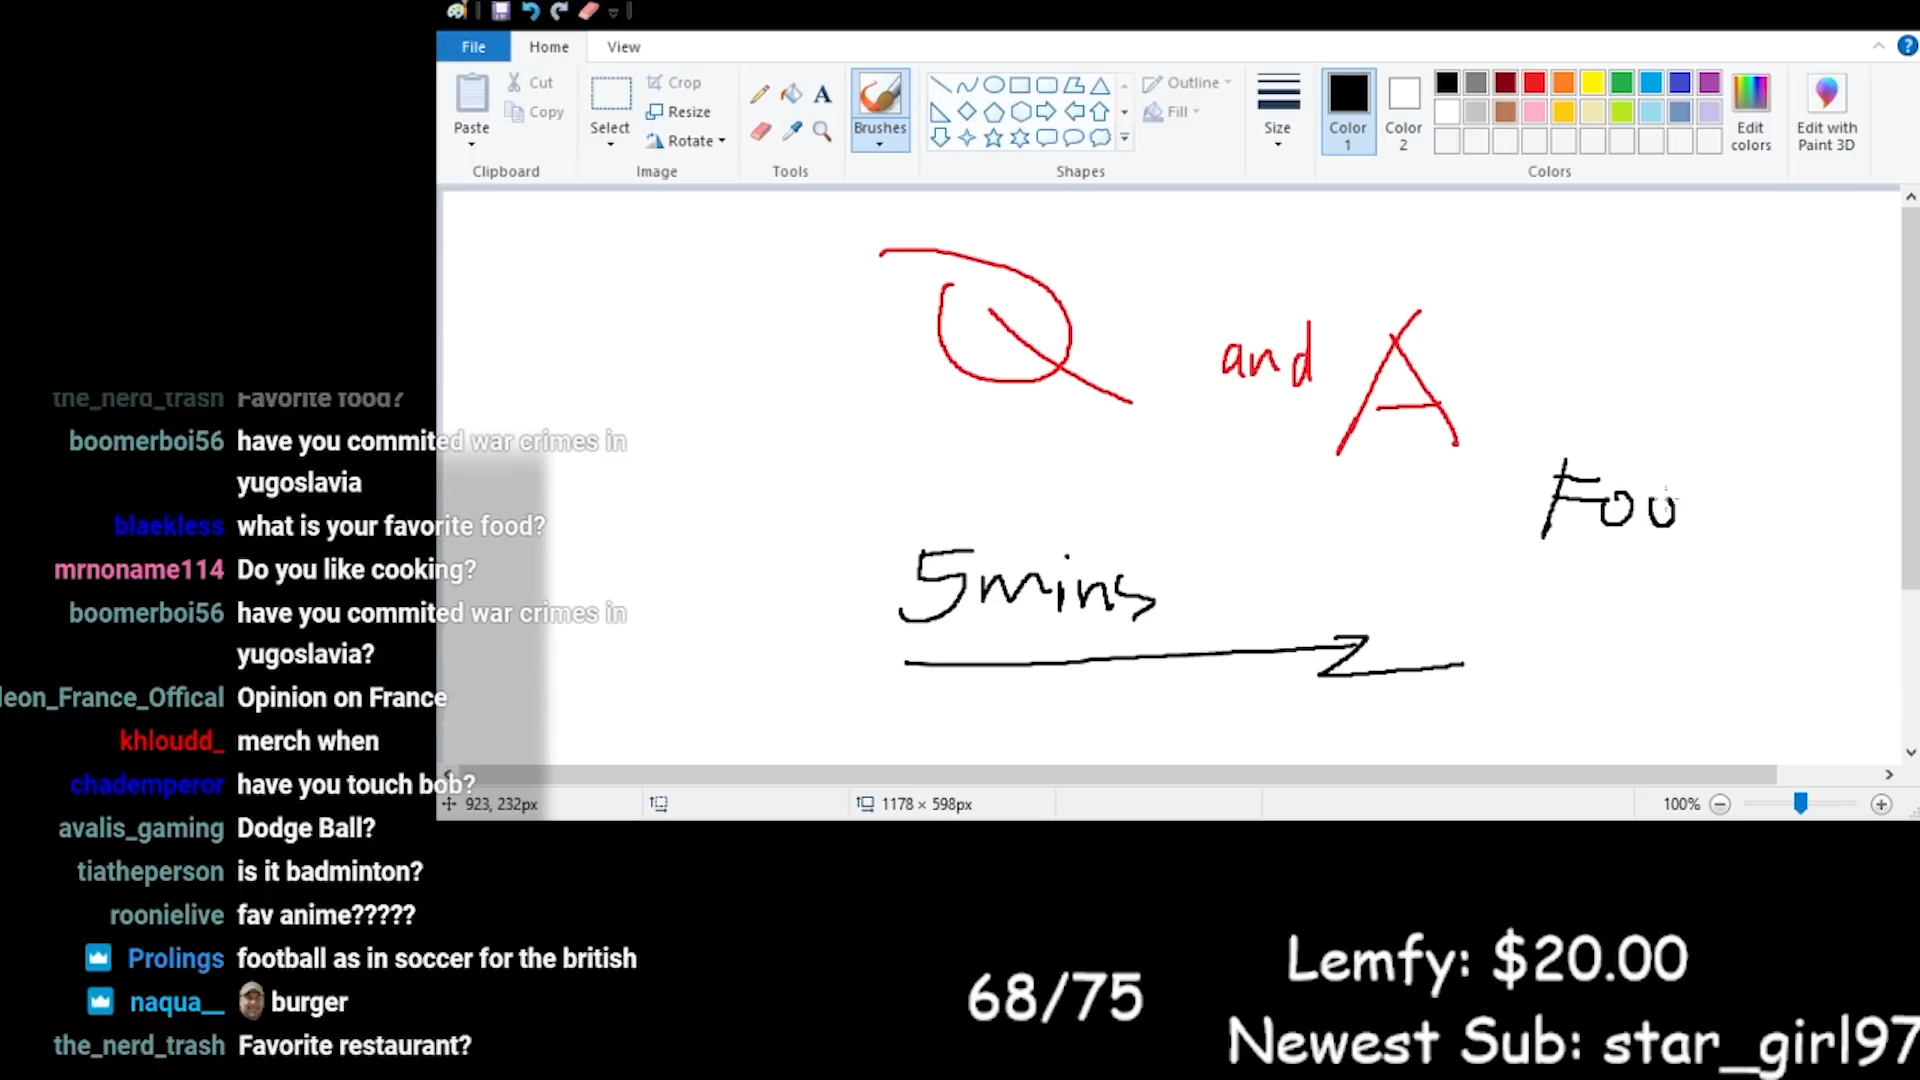 File Home View
Paste
Cut
Copy
Clipboard
Select
Crop
Resize
Rotate
Image
A
Tools
Brushes
Shapes
Outline
Fill
Size
Color 1
Color 2
Colors
Edit colors
Edit with Paint 3D
Q and A
Foo
5mins
923, 232px
1178 × 598px
100%
the_nerd_trash Favorite food?
boomerboi56 have you commited war crimes in
yugoslavia
blaekless what is your favorite food?
mrnoname114 Do you like cooking?
boomerboi56 have you commited war crimes in
yugoslavia?
leon_France_Offical Opinion on France
khloudd_ merch when
chademperor have you touch bob?
avalis_gaming Dodge Ball?
tiatheperson is it badminton?
roonielive fav anime?????
Prolings football as in soccer for the british
naqua__ burger
the_nerd_trash Favorite restaurant?
68/75
Lemfy: $20.00
Newest Sub: star_girl97